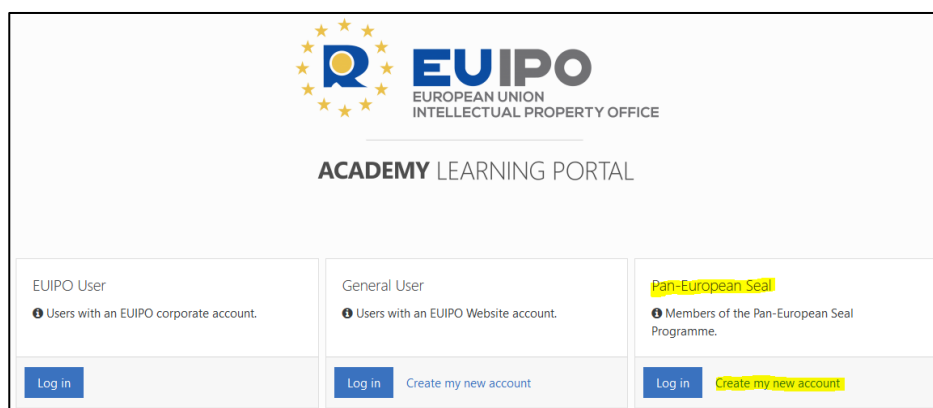 EUIPO
EUROPEAN UNION
INTELLECTUAL PROPERTY OFFICE
ACADEMY LEARNING PORTAL
EUIPO User
Users with an EUIPO corporate account.
Log in
General User
Users with an EUIPO Website account.
Log in Create my new account
Pan-European Seal
Members of the Pan-European Seal
Programme.
Log in Create my new account